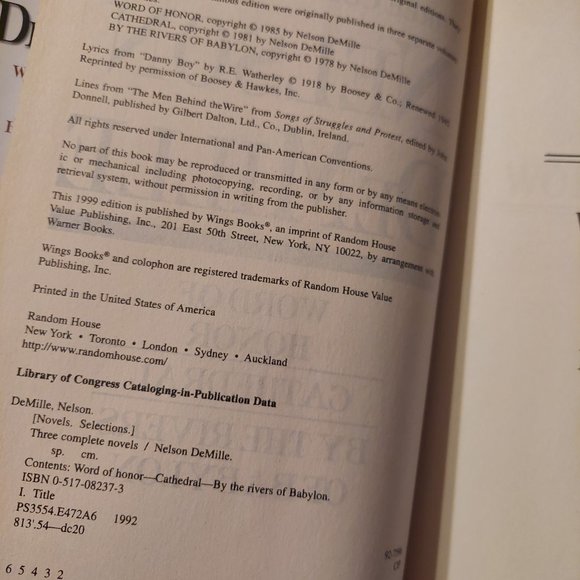 ious edition were originally published in three separate volumes
WORD OF HONOR, copyright © 1985 by Nelson DeMille
CATHEDRAL, copyright © 1981 by Nelson DeMille
BY THE RIVERS OF BABYLON, copyright © 1978 by Nelson DeMille
Lyrics from "Danny Boy" by R.E. Watherley © 1918 by Boosey & Co.; Renewed
Reprinted by permission of Boosey & Hawkes, Inc.
Lines from "The Men Behind theWire" from Songs of Struggles and Protest, edited by
Donnell, published by Gilbert Dalton, Ltd., Co., Dublin, Ireland.
All rights reserved under International and Pan-American Conventions.
No part of this book may be reproduced or transmitted in any form or by any means
ic or mechanical including photocopying, recording, or by any information storage
retrieval system, without permission in writing from the publisher.
This 1999 edition is published by Wings Books®, an imprint of Random House
Value Publishing, Inc., 201 East 50th Street, New York, NY 10022, by arrangement with
Warner Books.
Wings Books® and colophon are registered trademarks of Random House Value
Publishing, Inc.
Printed in the United States of America
Random House
New York • Toronto • London • Sydney • Auckland
http://www.randomhouse.com/
Library of Congress Cataloging-in-Publication Data
DeMille, Nelson.
[Novels. Selections.]
Three complete novels / Nelson DeMille.
sp. cm.
Contents: Word of honor—Cathedral—By the rivers of Babylon.
ISBN 0-517-08237-3
I. Title
PS3554.E472A6 1992
813'.54—dc20
6 5 4 3 2